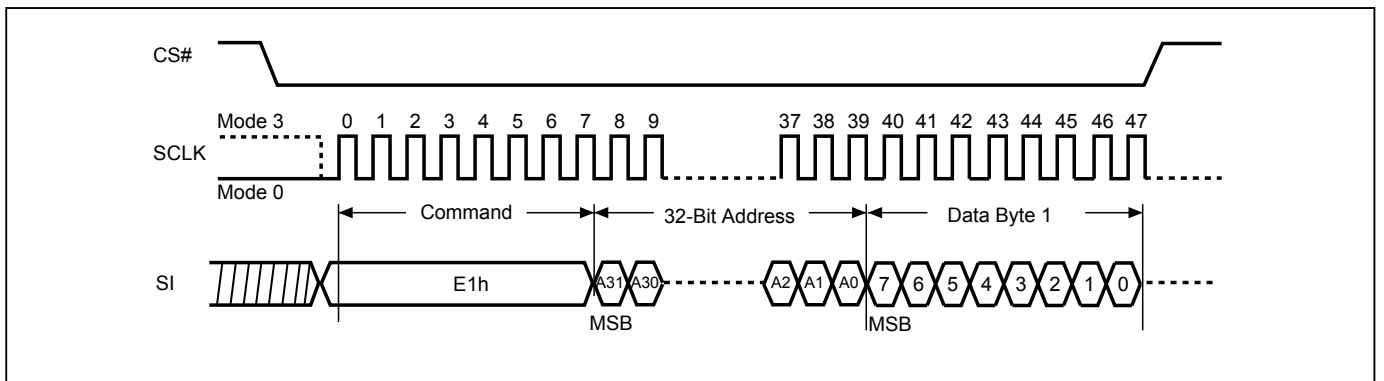 CS#
Mode 3 0 1 2 3 4 5 6 7 8 9 37 38 39 40 41 42 43 44 45 46 47
SCLK
Mode 0
Command 32-Bit Address Data Byte 1
SI E1h A31 A30 A2 A1 A0 7 6 5 4 3 2 1 0
MSB MSB